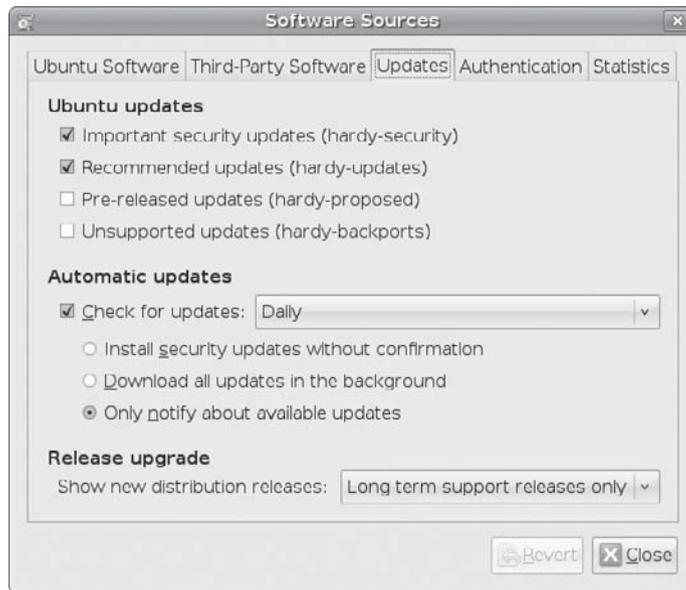 Software Sources
Ubuntu Software Third-Party Software Updates Authentication Statistics
Ubuntu updates
Important security updates (hardy-security)
Recommended updates (hardy-updates)
Pre-released updates (hardy-proposed)
Unsupported updates (hardy-backports)
Automatic updates
Check for updates: Daily
Install security updates without confirmation
Download all updates in the background
Only notify about available updates
Release upgrade
Show new distribution releases: Long term support releases only
Revert Close